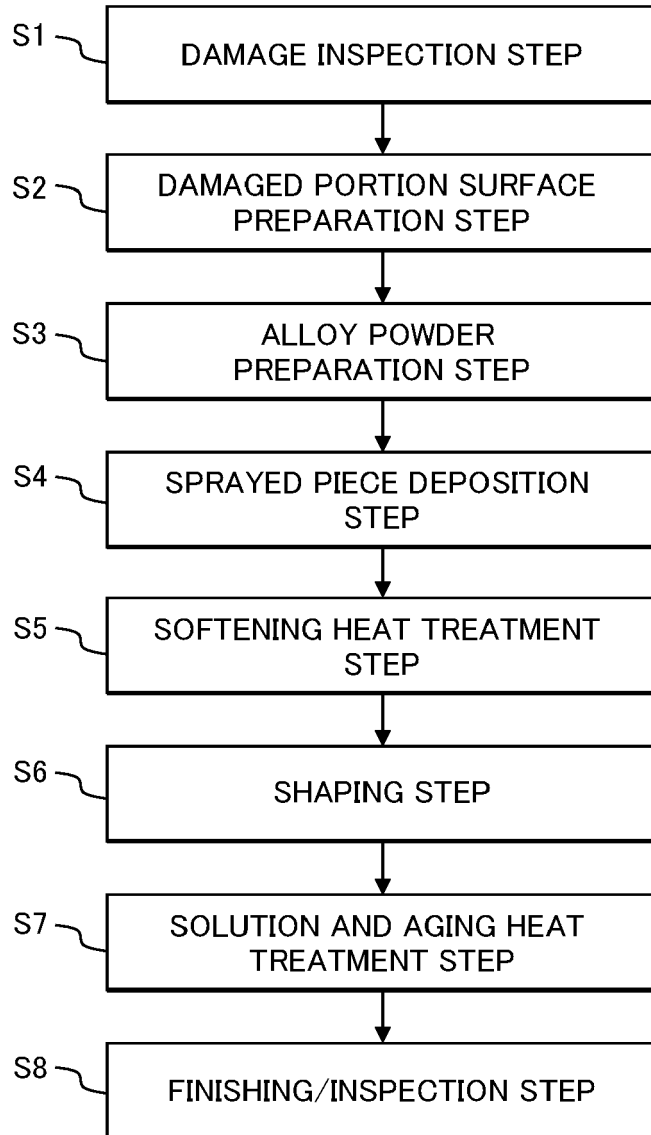 S1
DAMAGE INSPECTION STEP
S2
DAMAGED PORTION SURFACE
PREPARATION STEP
S3
ALLOY POWDER
PREPARATION STEP
S4
SPRAYED PIECE DEPOSITION
STEP
S5
SOFTENING HEAT TREATMENT
STEP
S6
SHAPING STEP
S7
SOLUTION AND AGING HEAT
TREATMENT STEP
S8
FINISHING/INSPECTION STEP